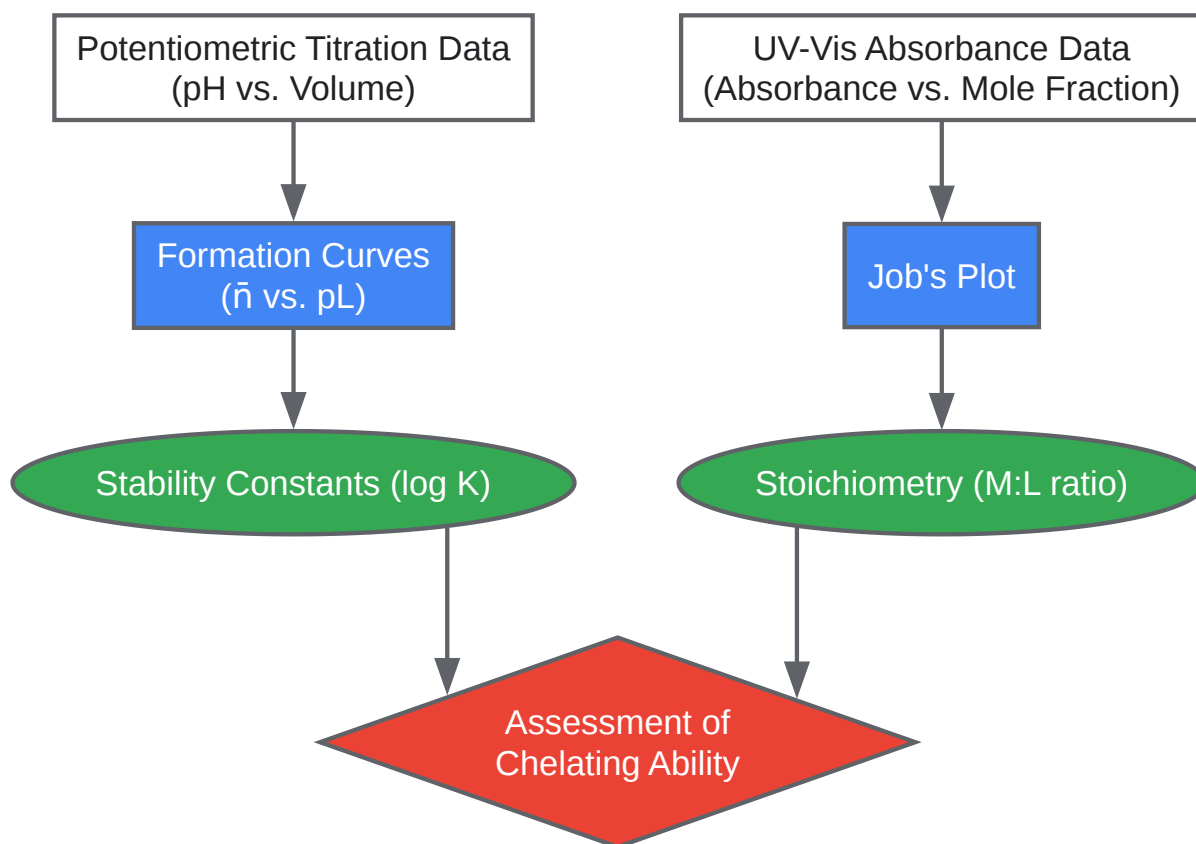 Potentiometric Titration Data
(pH vs. Volume)
UV-Vis Absorbance Data
(Absorbance vs. Mole Fraction)
Formation Curves
(n̄ vs. pL)
Job's Plot
Stability Constants (log K)
Stoichiometry (M:L ratio)
Assessment of
Chelating Ability